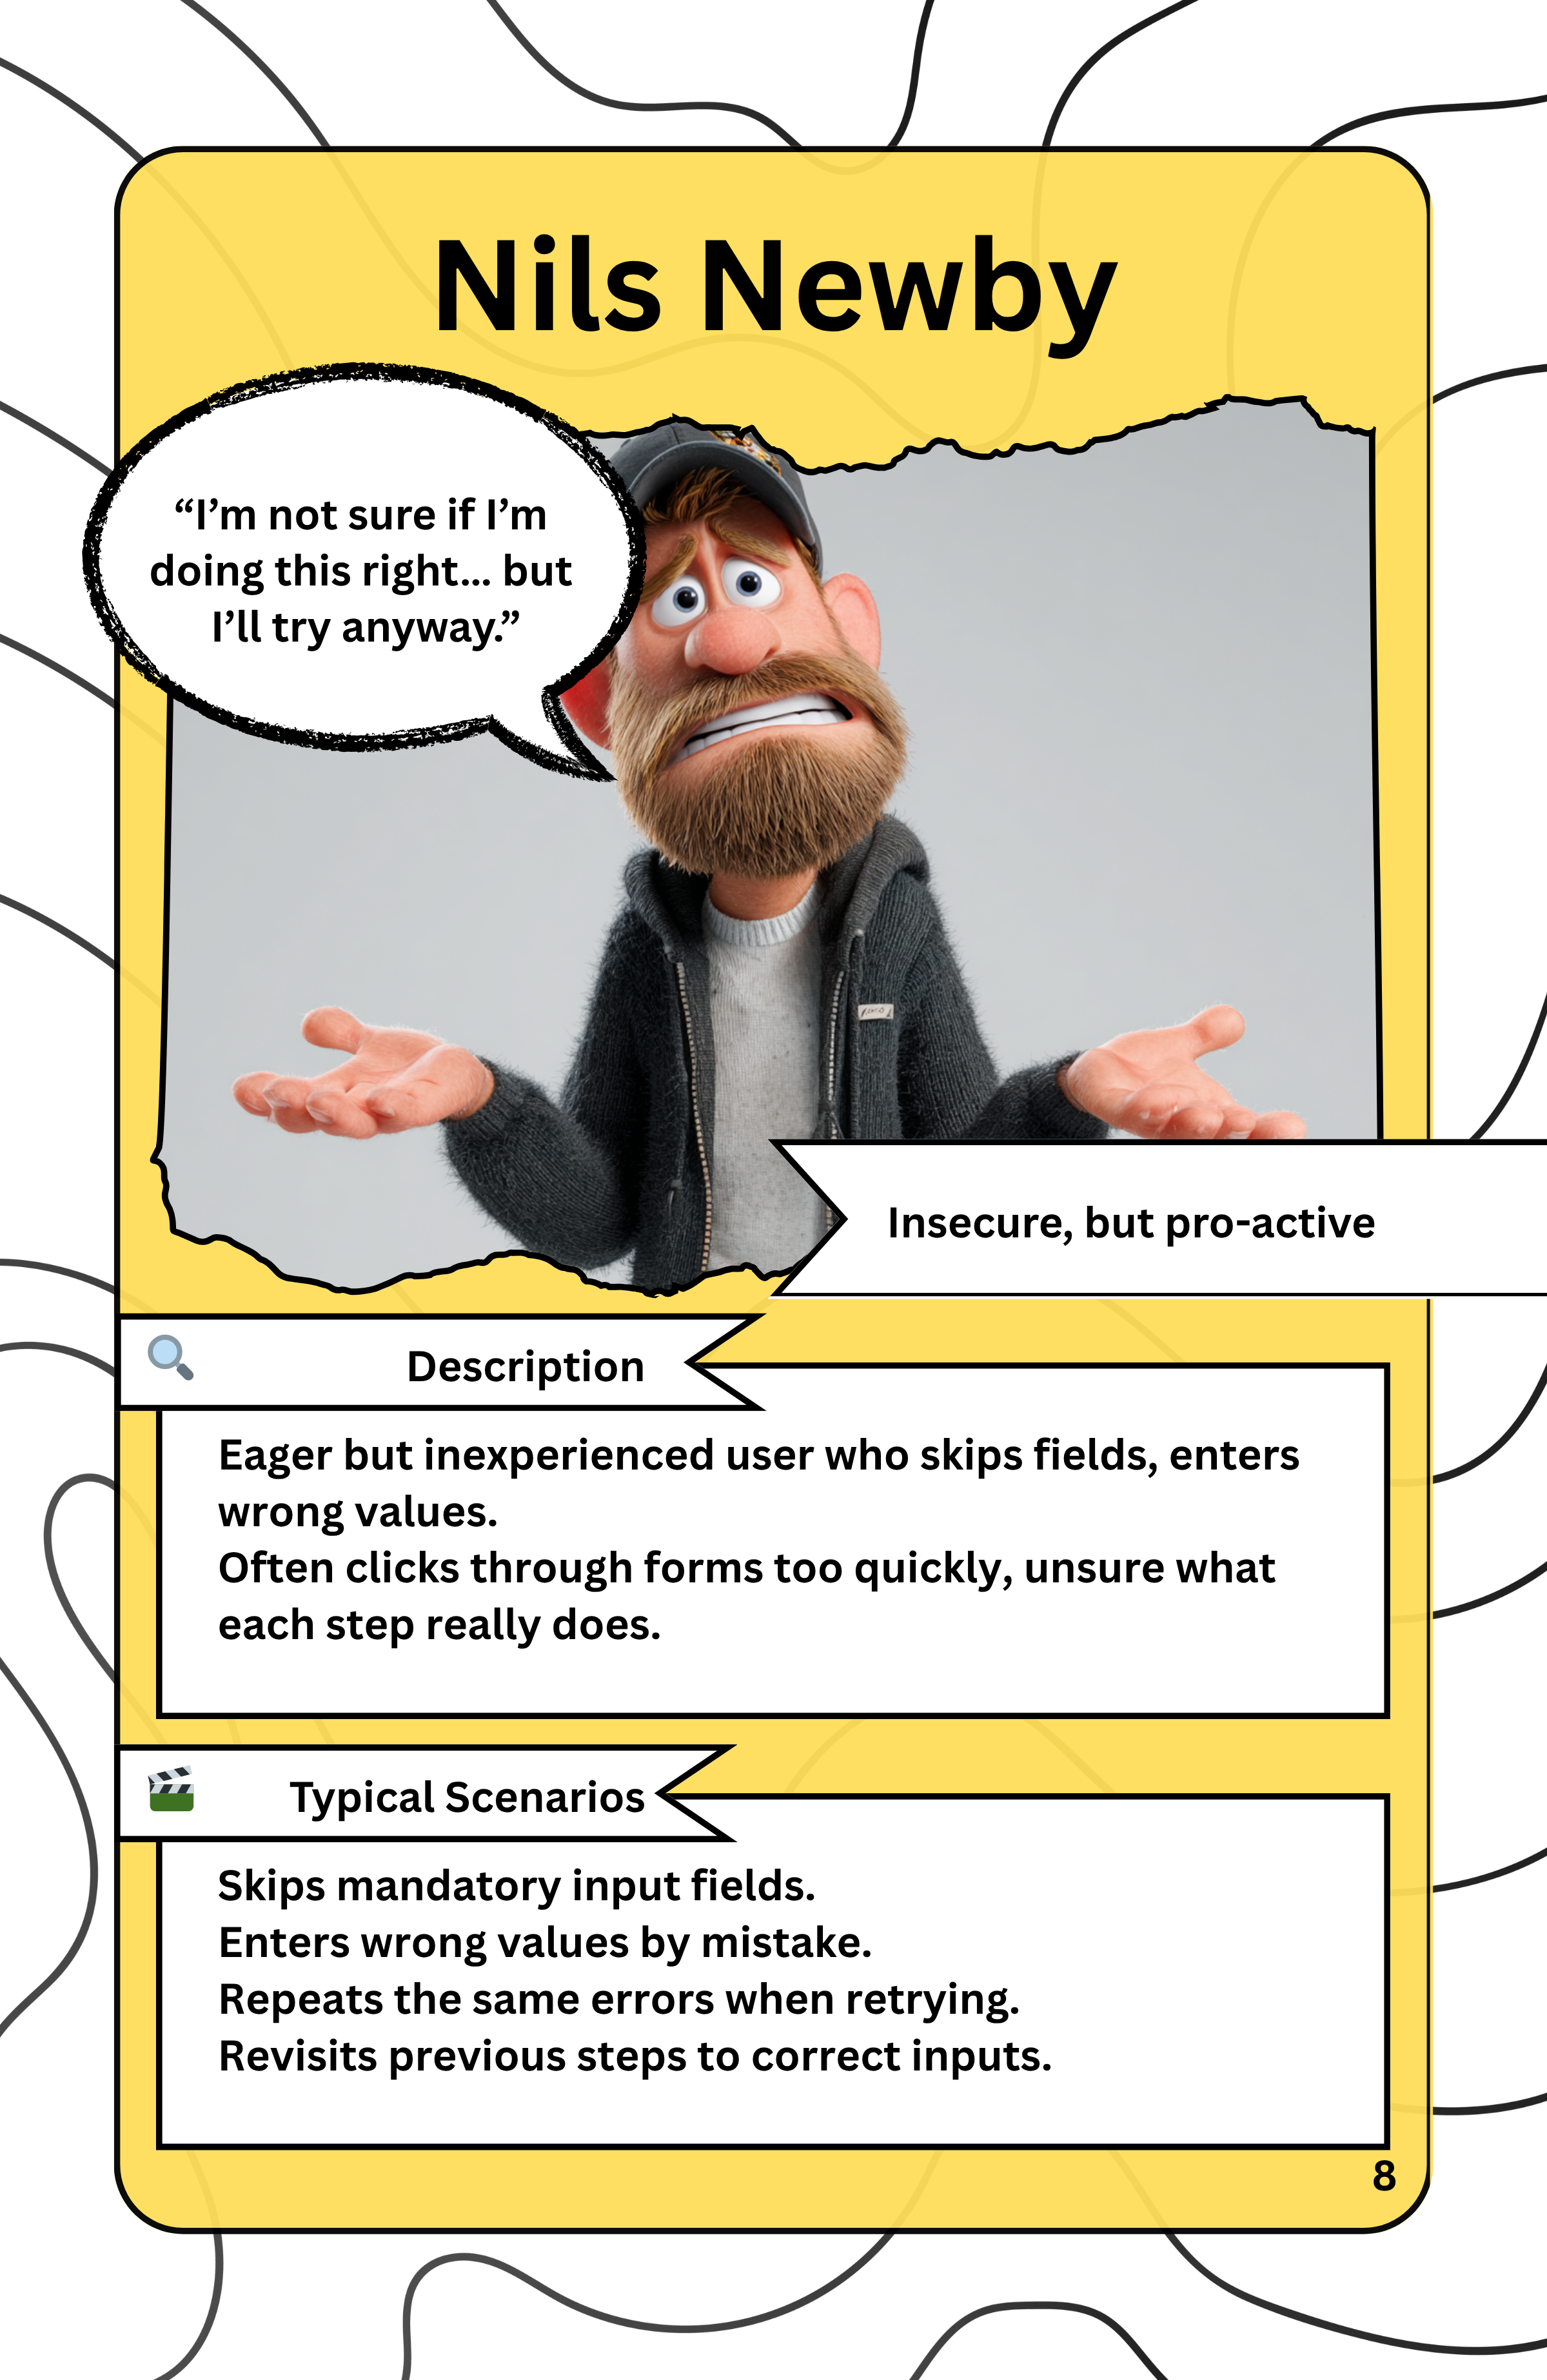 Nils Newby
“I’m not sure if I’m
doing this right... but
I’ll try anyway.”
Insecure, but pro-active
Description
Eager but inexperienced user who skips fields, enters
wrong values.
Often clicks through forms too quickly, unsure what
each step really does.
Typical Scenarios
Skips mandatory input fields.
Enters wrong values by mistake.
Repeats the same errors when retrying.
Revisits previous steps to correct inputs.
8